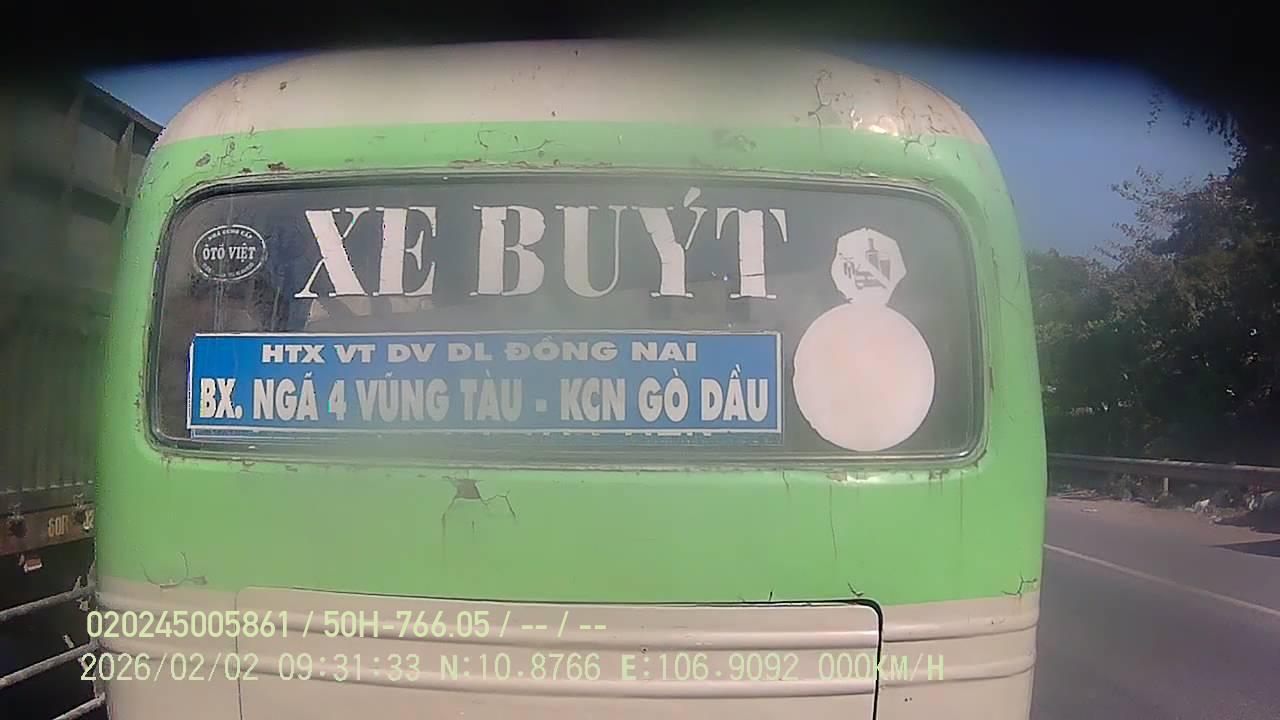 XE BUÝT
ÔTÔ VIỆT
HTX VT DV DL ĐỒNG NAI
BX. NGÃ 4 VŨNG TÀU - KCN GÒ DẦU
60R
020245005861 / 50H-766.05 / -- / --
2026/02/02 09:31:33 N:10.8766 E:106.9092 000KM/H